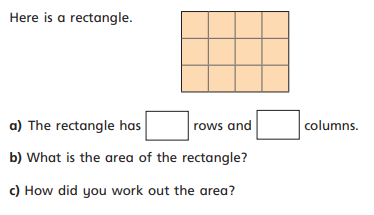 Here is a rectangle.
a) The rectangle has rows and columns.
b) What is the area of the rectangle?
c) How did you work out the area?